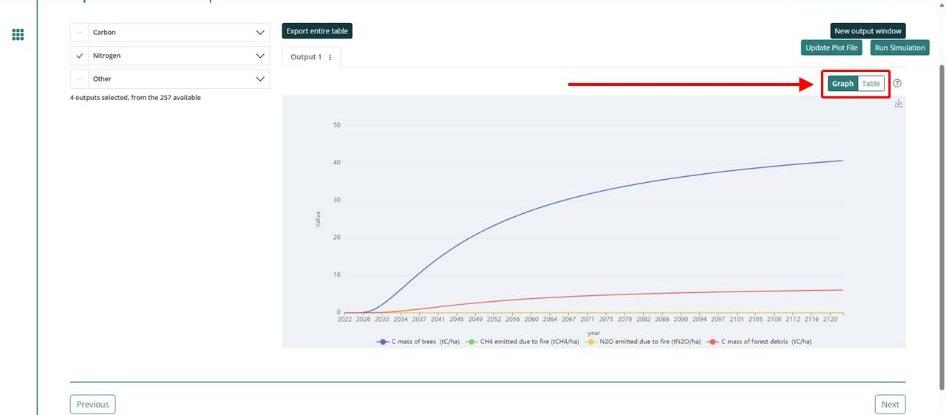 Carbon
Nitrogen
Other
4 outputs selected, from the 257 available
Export entire table
New output window
Update Plot File
Run Simulation
Output 1
Graph
Table
50
40
30
20
10
0
Value
2022 2026 2030 2034 2037 2041 2045 2049 2052 2056 2060 2064 2067 2071 2075 2079 2082 2086 2090 2094 2097 2101 2105 2109 2112 2116 2120
year
C mass of trees (tC/ha) CH4 emitted due to fire (tCH4/ha) N2O emitted due to fire (tN2O/ha) C mass of forest debris (tC/ha)
Previous
Next